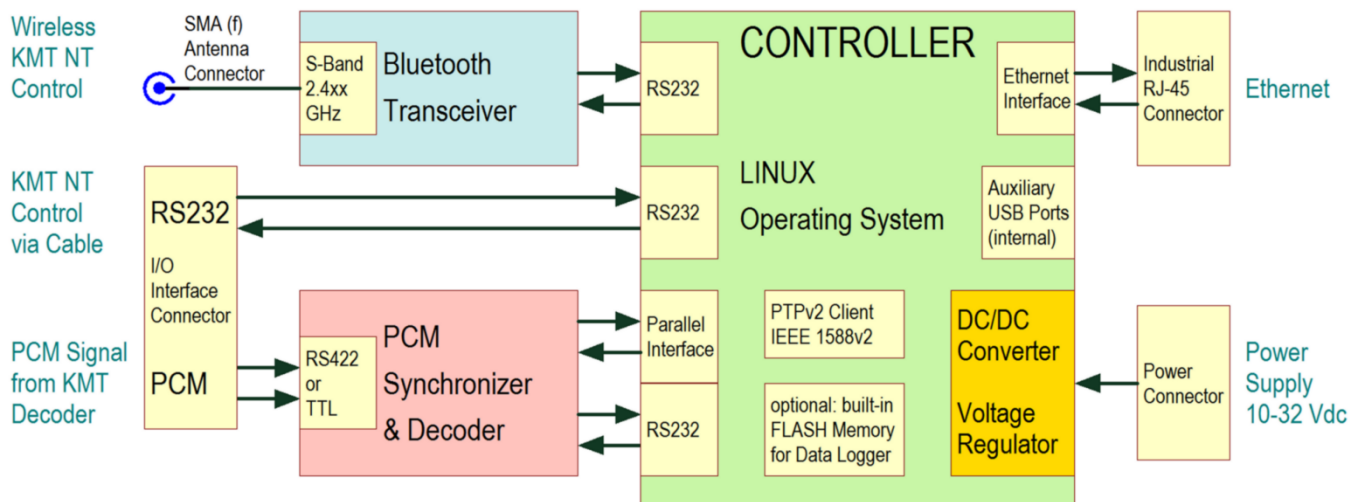 Wireless
KMT NT
Control
SMA (f)
Antenna
Connector
S-Band
2.4xx
GHz
Bluetooth
Transceiver
RS232
CONTROLLER
Ethernet
Interface
Industrial
RJ-45
Connector
Ethernet
KMT NT
Control
via Cable
RS232
I/O
Interface
Connector
PCM
RS232
LINUX
Operating System
Auxiliary
USB Ports
(internal)
PCM Signal
from KMT
Decoder
RS422
or
TTL
PCM
Synchronizer
& Decoder
Parallel
Interface
RS232
PTPv2 Client
IEEE 1588v2
optional: built-in
FLASH Memory
for Data Logger
DC/DC
Converter
Voltage
Regulator
Power
Connector
Power
Supply
10-32 Vdc